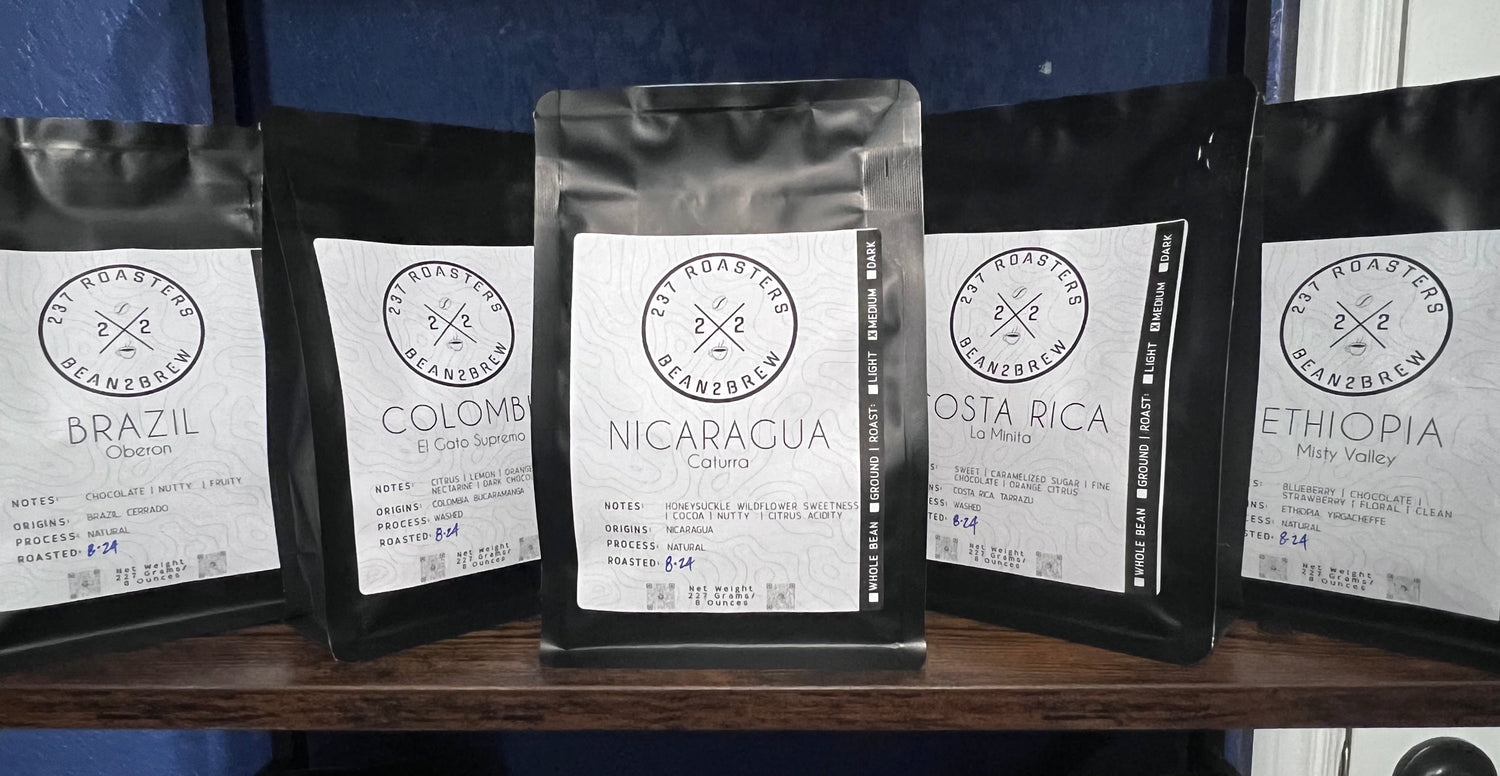 237 ROASTERS
2 2
BEAN2BREW
BRAZIL
Oberon
NOTES: CHOCOLATE | NUTTY | FRUITY
ORIGINS: BRAZIL CERRADO
PROCESS: NATURAL
ROASTED: 8-24
Net Weight
227 Grams/
8 Ounces
237 ROASTERS
2 2
BEAN2BREW
COLOMBI
El Gato Supremo
NOTES: CITRUS | LEMON | ORANGE
NECTARINE | DARK CHOCO
ORIGINS: COLOMBIA BUCARAMANGA
PROCESS: WASHED
ROASTED: 8-24
Net Weight
227 Grams/
8 Ounces
237 ROASTERS
2 2
BEAN2BREW
NICARAGUA
Caturra
NOTES: HONEYSUCKLE WILDFLOWER SWEETNESS
| COCOA | NUTTY | CITRUS ACIDITY
ORIGINS: NICARAGUA
PROCESS: NATURAL
ROASTED: 8-24
Net Weight
227 Grams/
8 Ounces
WHOLE BEAN GROUND | ROAST: LIGHT X MEDIUM DARK
237 ROASTERS
2 2
BEAN2BREW
OSTA RICA
La Minita
S: SWEET | CARAMELIZED SUGAR | FINE
CHOCOLATE | ORANGE CITRUS
NS: COSTA RICA TARRAZU
ESS: WASHED
TED: 8-24
Net Weight
227 Grams/
8 Ounces
WHOLE BEAN GROUND | ROAST: LIGHT X MEDIUM DARK
237 ROASTERS
2 2
BEAN2BREW
ETHIOPIA
Misty Valley
S: BLUEBERRY | CHOCOLATE |
STRAWBERRY | FLORAL | CLEAN
NS: ETHIOPIA YIRGACHEFFE
ESS: NATURAL
STED: 8-24
Net Weight
227 Grams/
8 Ounces